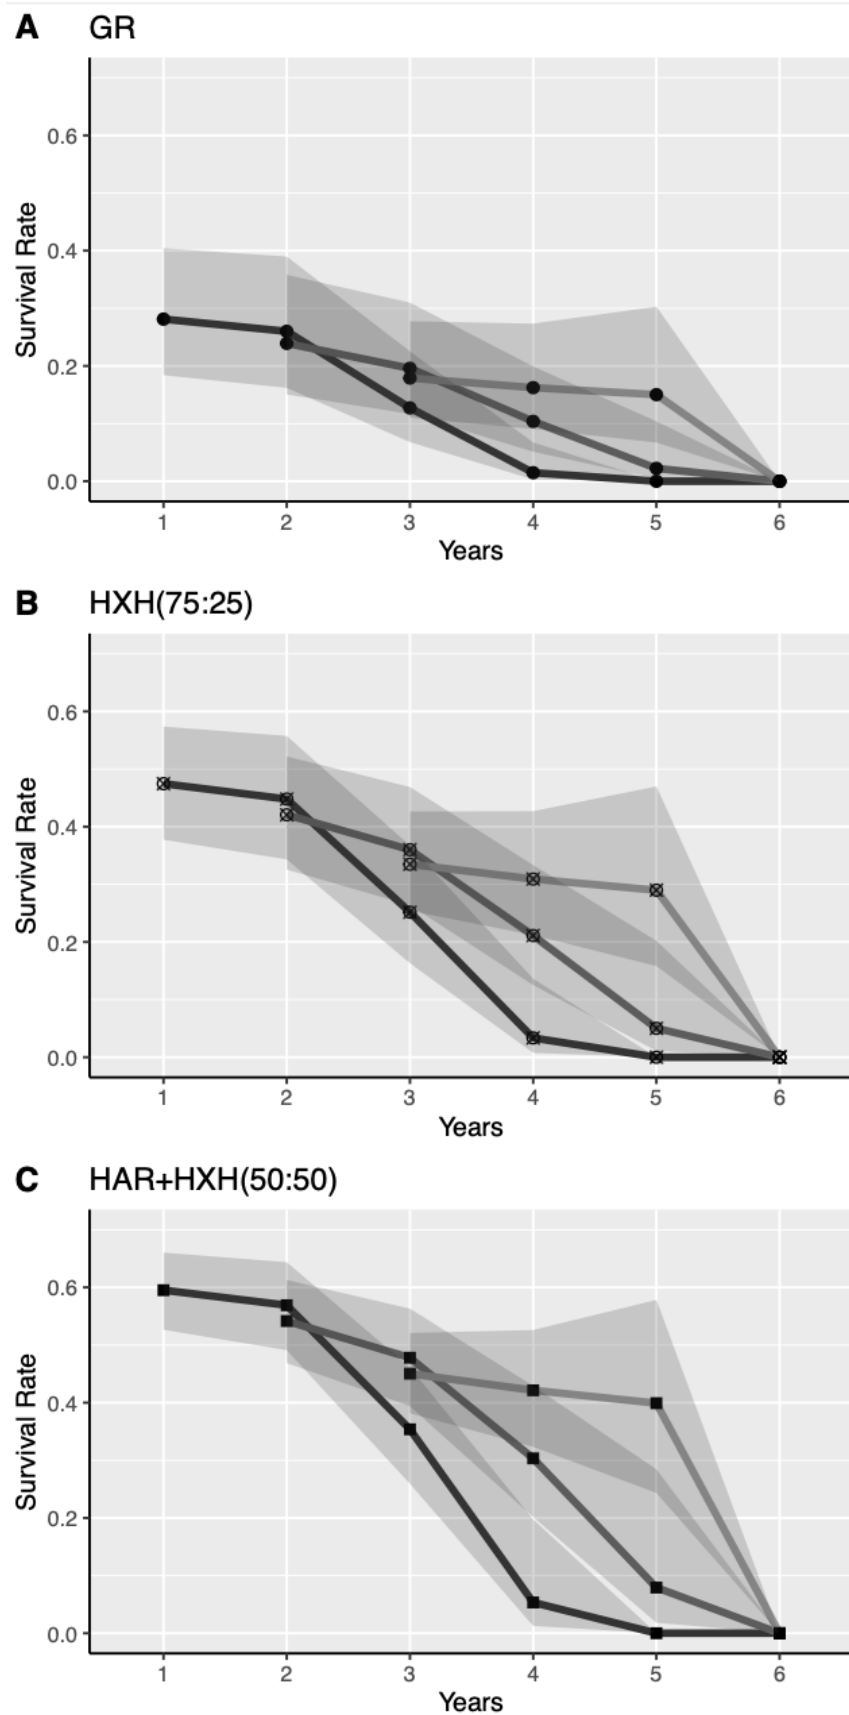 A GR
Survival Rate
0.6
0.4
0.2
0.0
1 2 3 4 5 6
Years
B HXH(75:25)
Survival Rate
0.6
0.4
0.2
0.0
1 2 3 4 5 6
Years
C HAR+HXH(50:50)
Survival Rate
0.6
0.4
0.2
0.0
1 2 3 4 5 6
Years